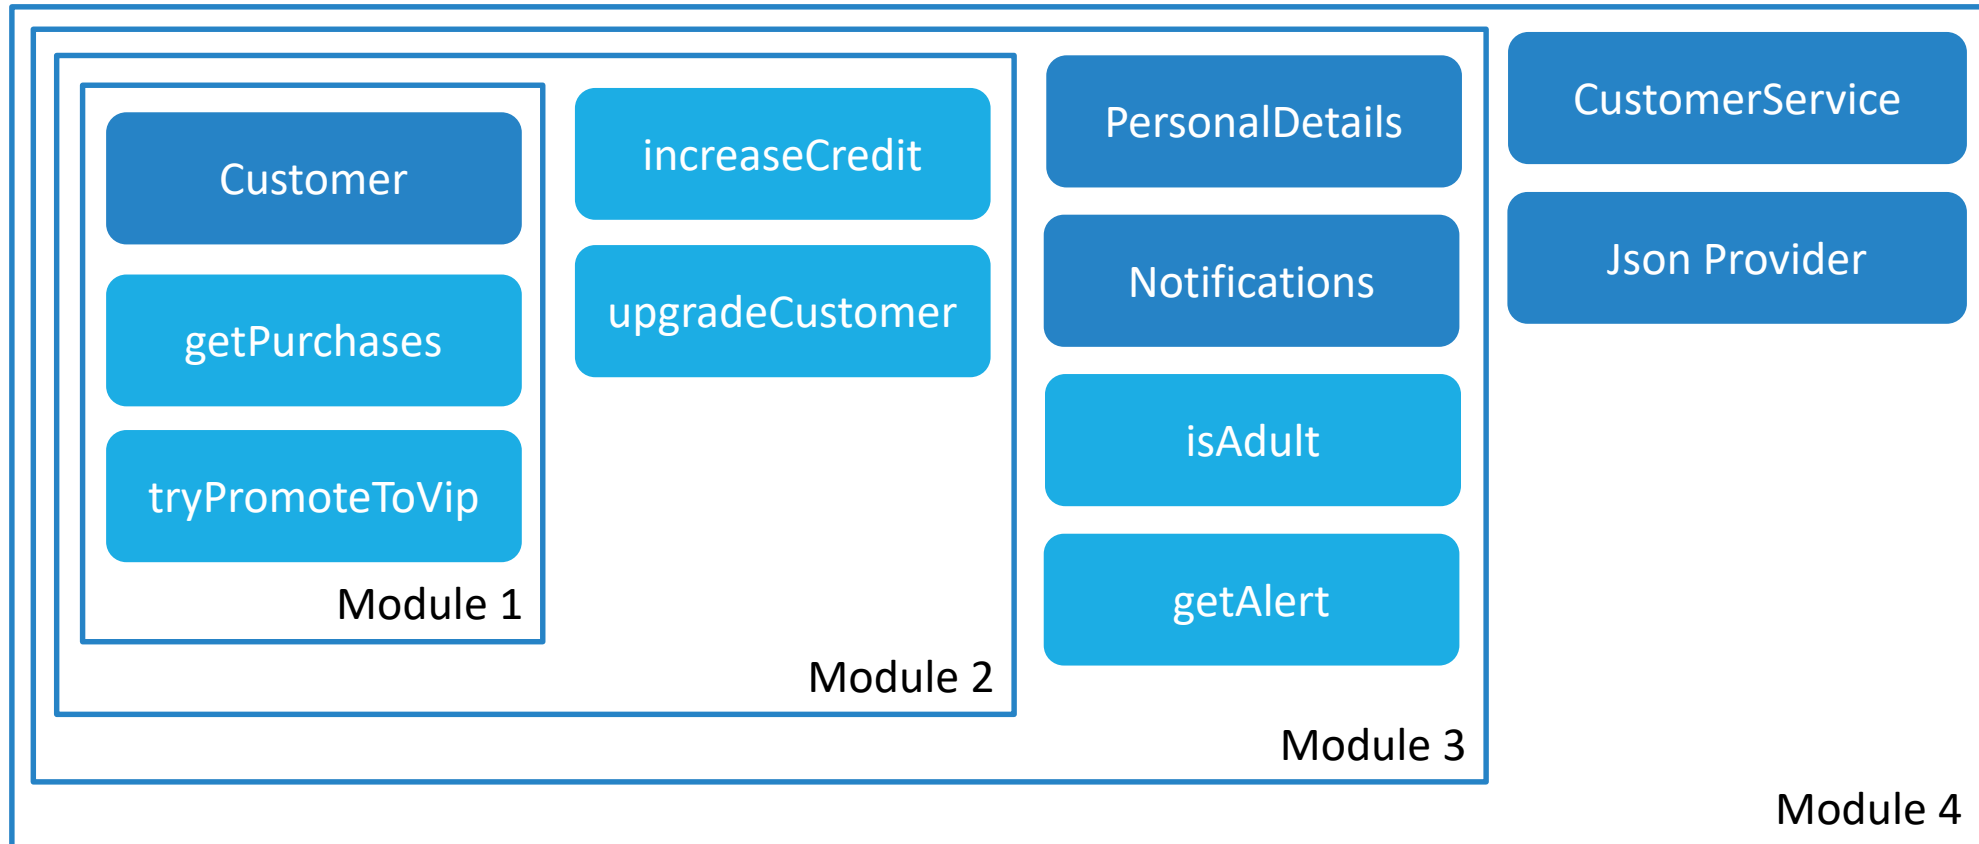 Customer
getPurchases
tryPromoteToVip
Module 1
increaseCredit
upgradeCustomer
Module 2
PersonalDetails
Notifications
isAdult
getAlert
Module 3
CustomerService
Json Provider
Module 4